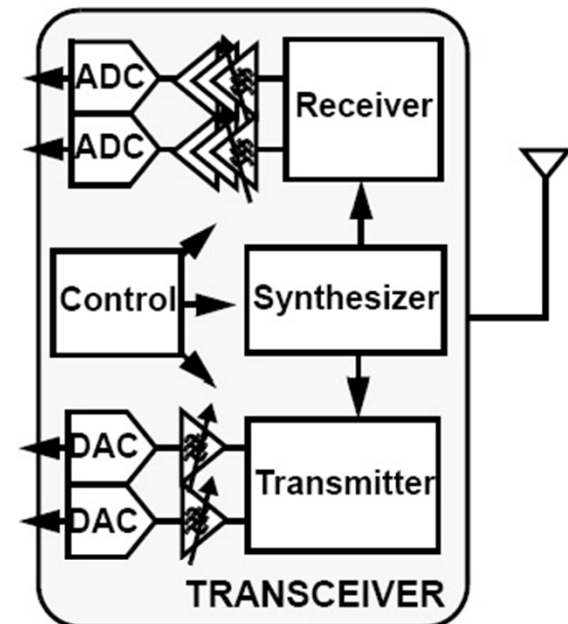 ADC
Receiver
ADC
Control
Synthesizer
DAC
Transmitter
DAC
TRANSCEIVER